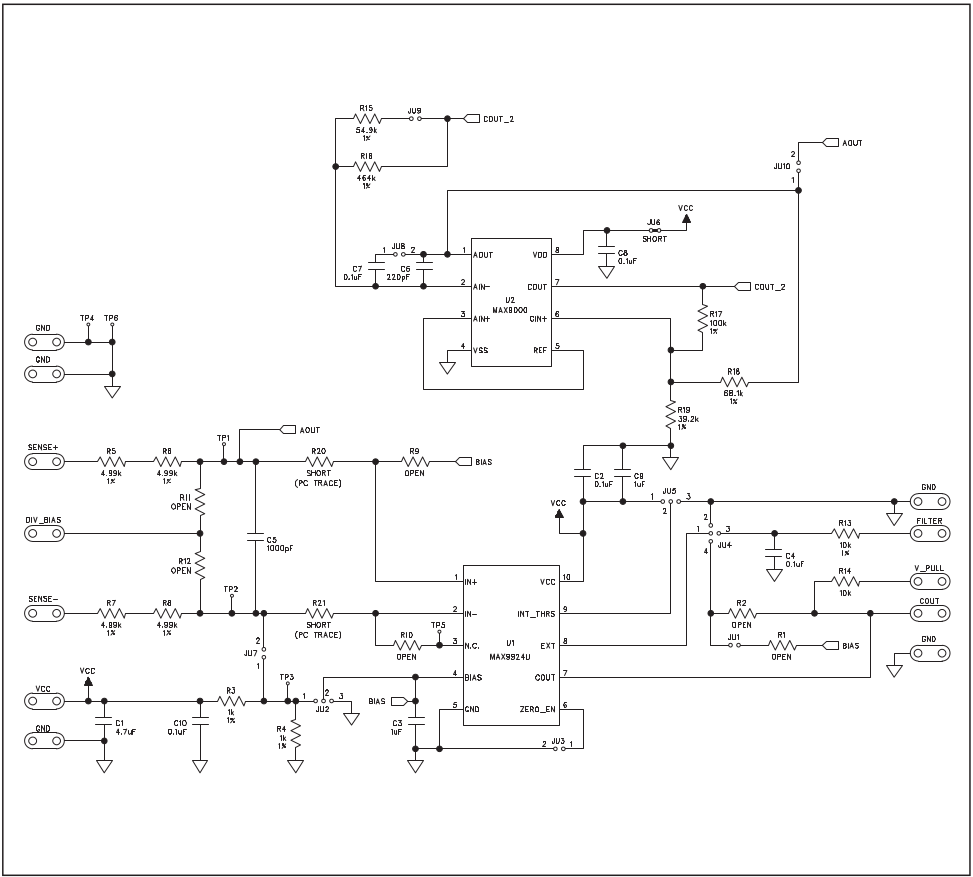 R15
54.9k
1%
JU9
COUT_2
R18
464k
1%
AOUT
2
JU10
1
VCC
JU6
SHORT
C8
0.1uF
1 JU8 2
C7
0.1uF
C6
220pF
1 AOUT
VDD 8
2 AIN-
COUT 7
COUT_2
U2
MAX9000
3 AIN+
CIN+ 6
4 VSS
REF 5
R17
100k
1%
R16
68.1k
1%
R19
39.2k
1%
GND
TP4
TP6
GND
SENSE+
R5
4.99k
1%
R6
4.99k
1%
TP1
AOUT
R20
SHORT
(PC TRACE)
R9
OPEN
BIAS
R11
OPEN
DIV_BIAS
R12
OPEN
C5
1000pF
SENSE-
R7
4.99k
1%
R8
4.99k
1%
TP2
R21
SHORT
(PC TRACE)
R10
OPEN
TP5
2
JU7
1
C2
0.1uF
C9
1uF
VCC
1 JU5 3
2
GND
2
1 3
JU4
4
FILTER
R13
10k
1%
C4
0.1uF
R14
10k
V_PULL
R2
OPEN
COUT
JU1
R1
OPEN
BIAS
GND
1 IN+
VCC 10
2 IN-
INT_THRS 9
3 N.C.
U1
MAX9924U
EXT 8
4 BIAS
COUT 7
5 GND
ZERO_EN 6
2 JU3 1
VCC
VCC
GND
C1
4.7uF
C10
0.1uF
R3
1k
1%
TP3
R4
1k
1%
1 2 3
JU2
BIAS
C3
1uF